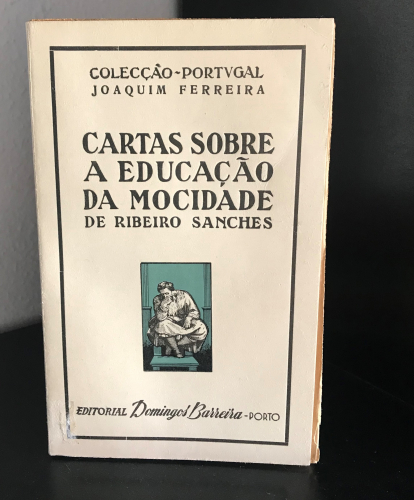 COLECÇÃO-PORTVGAL
JOAQUIM FERREIRA
CARTAS SOBRE
A EDUCAÇÃO
DA MOCIDADE
DE RIBEIRO SANCHES
EDITORIAL Domingos Barreira-PORTO